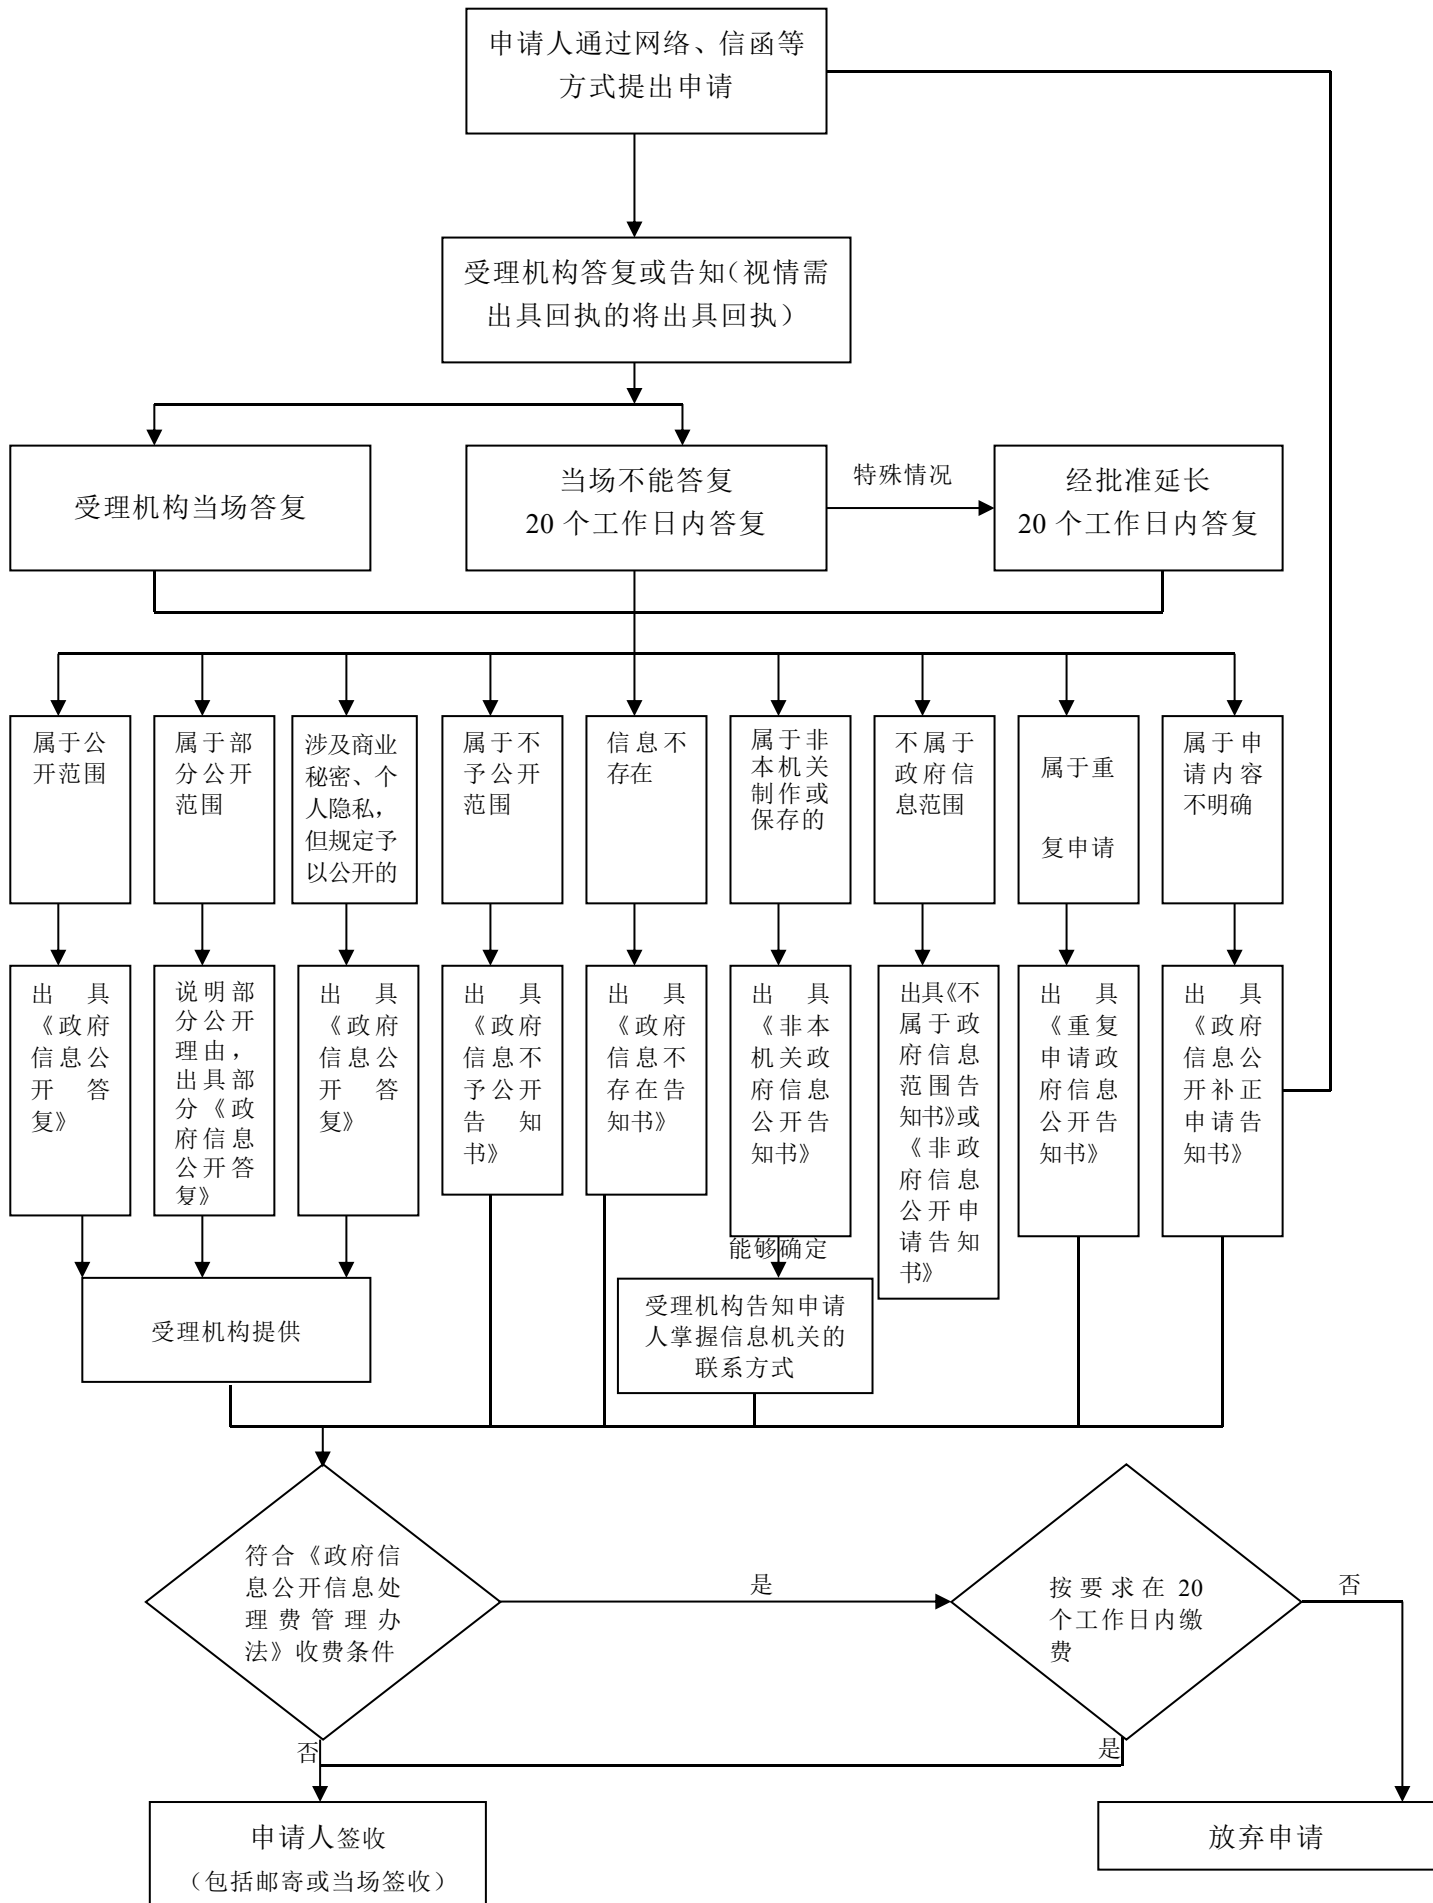 申请人通过网络、信函等
方式提出申请
受理机构答复或告知（视情需
出具回执的将出具回执）
受理机构当场答复
当场不能答复
20 个工作日内答复
特殊情况
经批准延长
20 个工作日内答复
属于公
开范围
属于部
分公开
范围
涉及商业
秘密、个
人隐私，
但规定予
以公开的
属于不
予公开
范围
信息不
存在
属于非
本机关
制作或
保存的
不属于
政府信
息范围
属于重
复申请
属于申
请内容
不明确
出具
《政府
信息公
开答
复》
说明部
分公开
理由，
出具部
分《政
府信息
公开答
复》
出具
《政府
信息公
开答
复》
出具
《政府
信息不
予公开
告知
书》
出具
《政府
信息不
存在告
知书》
出具
《非本
机关政
府信息
公开告
知书》
出具《不
属于政
府信息
范围告
知书》或
《非政
府信息
公开申
请告知
书》
出具
《重复
申请政
府信息
公开告
知书》
出具
《政府
信息公
开补正
申请告
知书》
能够确定
受理机构提供
受理机构告知申请
人掌握信息机关的
联系方式
符合《政府信
息公开信息处
理费管理办
法》收费条件
是
按要求在 20
个工作日内缴
费
否
否
是
申请人签收
（包括邮寄或当场签收）
放弃申请